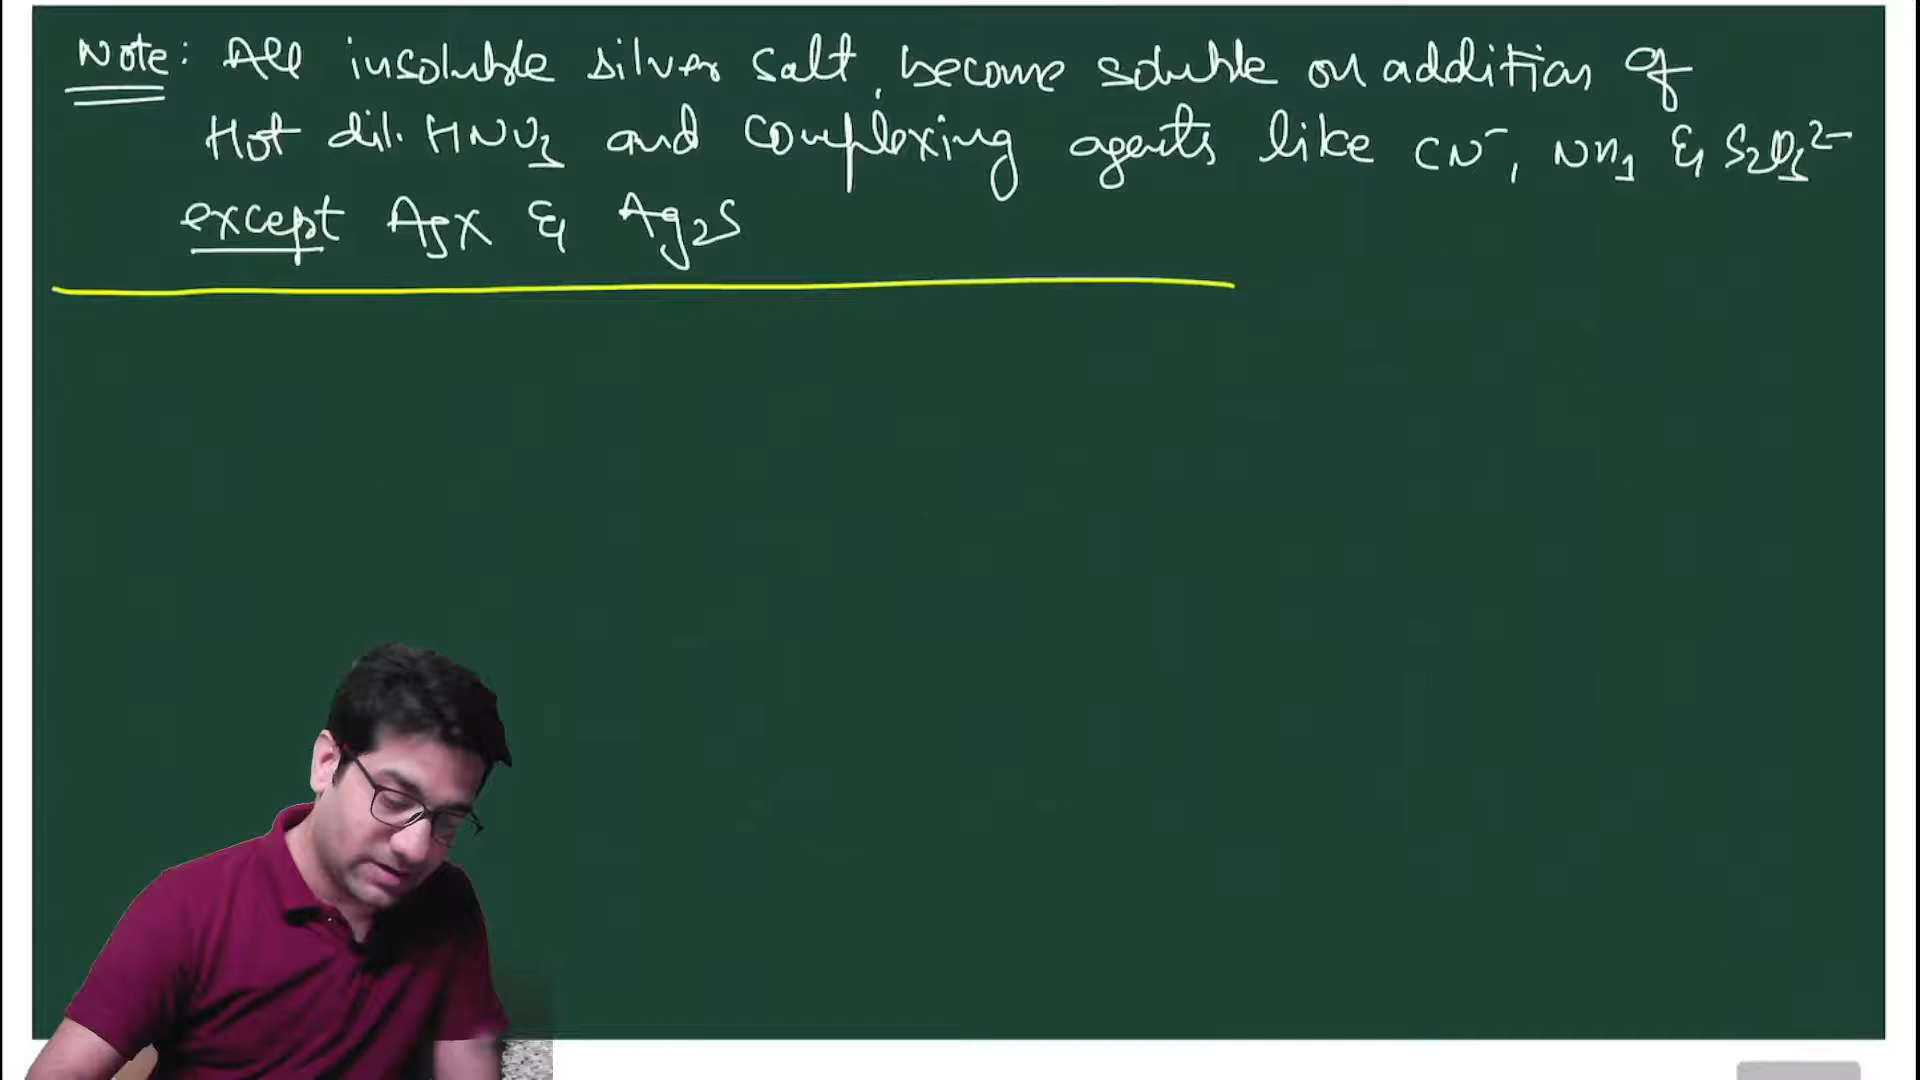 Note: All insoluble silver salt, become soluble on addition of
Hot dil. HNO3 and complexing agents like CN⁻, NH3 & S2O3²⁻
except AgX & Ag2S